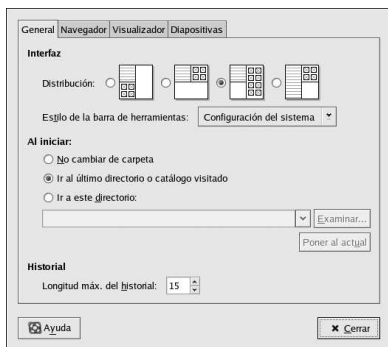 General Navegador Visualizador Diapositivas
Interfaz
Distribución:
Estilo de la barra de herramientas: Configuración del sistema
Al iniciar:
No cambiar de carpeta
Ir al último directorio o catálogo visitado
Ir a este directorio:
Examinar...
Poner al actual
Historial
Longitud máx. del historial: 15
Ayuda Cerrar